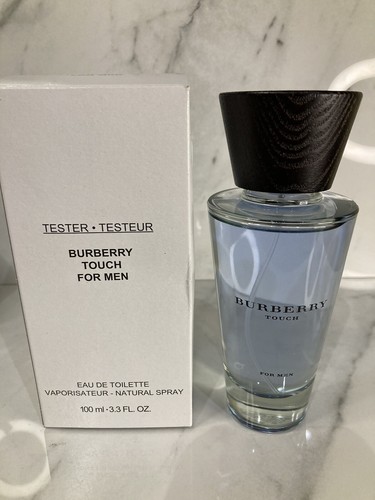 TESTER • TESTEUR
BURBERRY
TOUCH
FOR MEN
EAU DE TOILETTE
VAPORISATEUR - NATURAL SPRAY
100 ml - 3.3 FL. OZ.
BURBERRY
TOUCH
FOR MEN